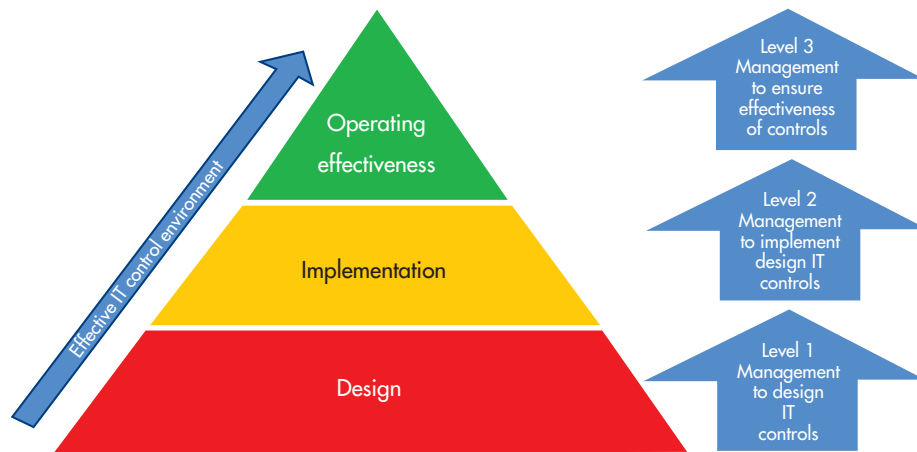 Effective IT control environment
Operating
effectiveness
Implementation
Design
Level 3
Management
to ensure
effectiveness
of controls
Level 2
Management
to implement
design IT
controls
Level 1
Management
to design
IT
controls